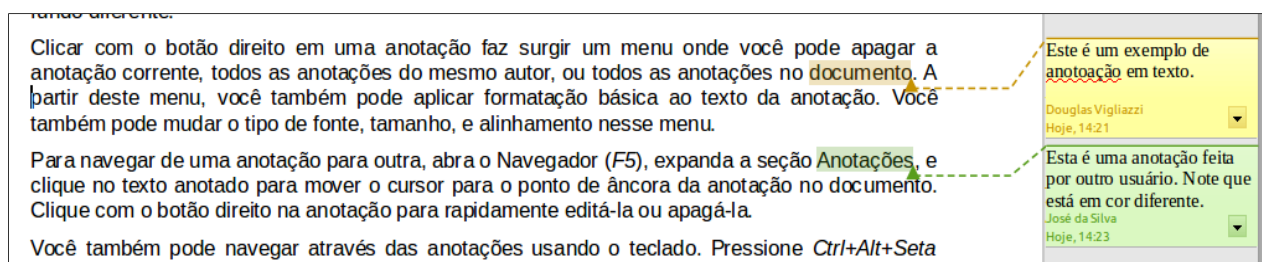 fundo diferente.
Clicar com o botão direito em uma anotação faz surgir um menu onde você pode apagar a
anotação corrente, todos as anotações do mesmo autor, ou todos as anotações no documento. A
partir deste menu, você também pode aplicar formatação básica ao texto da anotação. Você
também pode mudar o tipo de fonte, tamanho, e alinhamento nesse menu.
Para navegar de uma anotação para outra, abra o Navegador (F5), expanda a seção Anotações, e
clique no texto anotado para mover o cursor para o ponto de âncora da anotação no documento.
Clique com o botão direito na anotação para rapidamente editá-la ou apagá-la.
Você também pode navegar através das anotações usando o teclado. Pressione Ctrl+Alt+Seta
Este é um exemplo de
anotoação em texto.
Douglas Vigliazzi
Hoje, 14:21
Esta é uma anotação feita
por outro usuário. Note que
está em cor diferente.
José da Silva
Hoje, 14:23